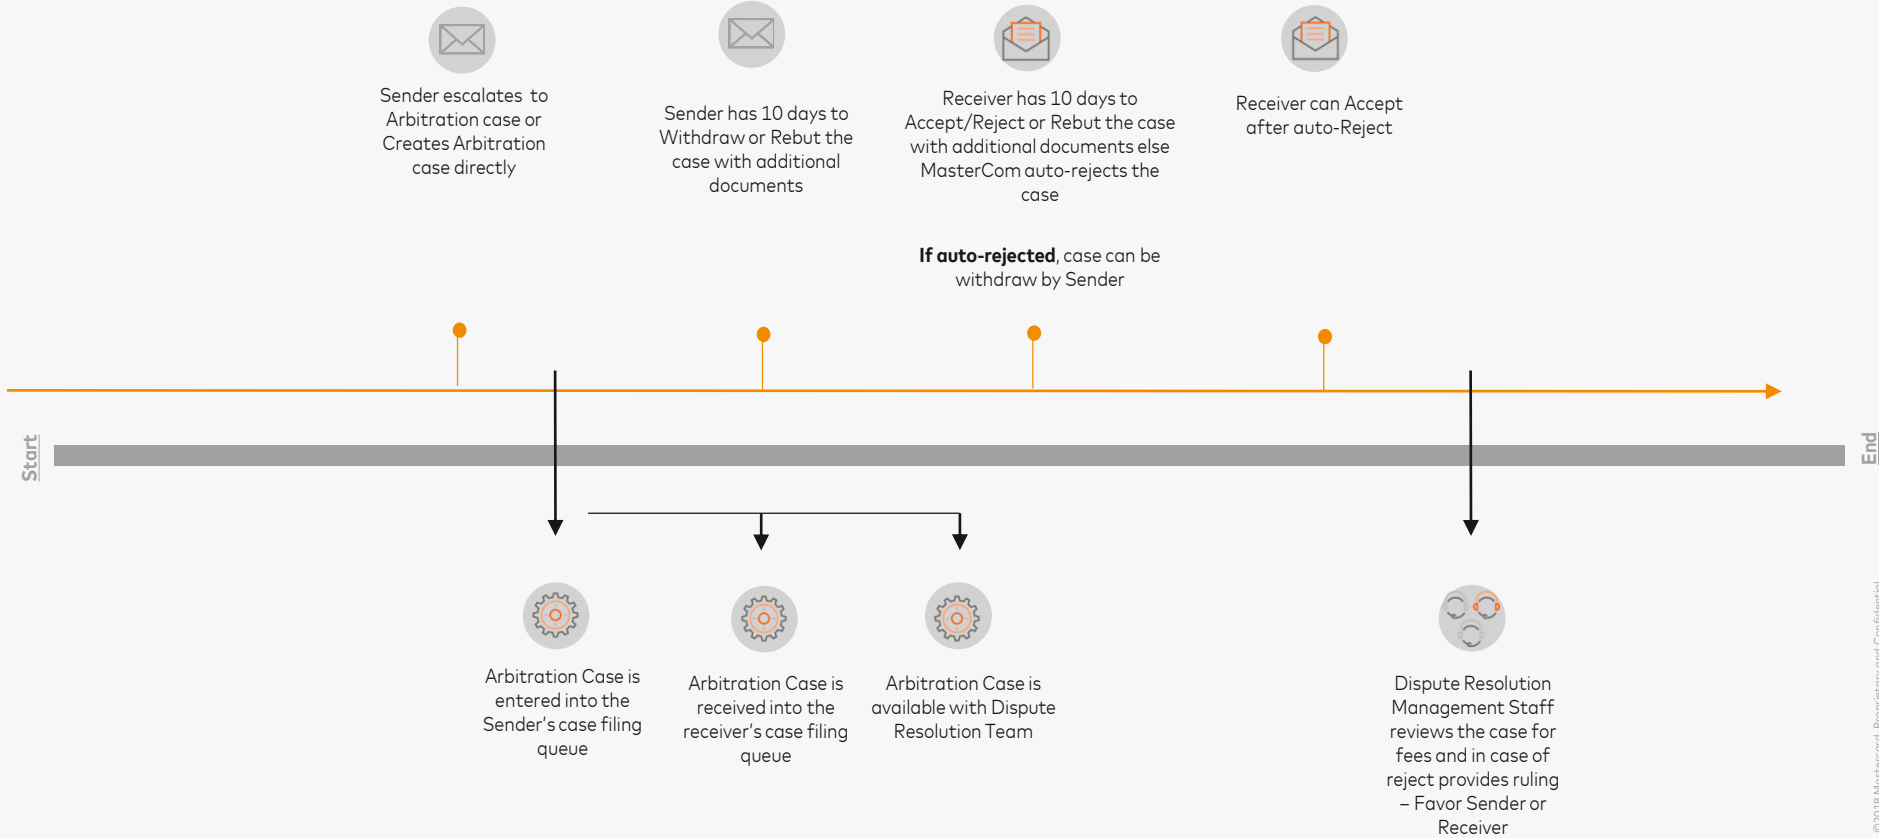 Sender escalates to
Arbitration case or
Creates Arbitration
case directly
Sender has 10 days to
Withdraw or Rebut the
case with additional
documents
Receiver has 10 days to
Accept/Reject or Rebut the case
with additional documents else
MasterCom auto-rejects the
case
If auto-rejected, case can be
withdraw by Sender
Receiver can Accept
after auto-Reject
Start
End
Arbitration Case is
entered into the
Sender's case filing
queue
Arbitration Case is
received into the
receiver's case filing
queue
Arbitration Case is
available with Dispute
Resolution Team
Dispute Resolution
Management Staff
reviews the case for
fees and in case of
reject provides ruling
– Favor Sender or
Receiver
©2018 Mastercard. Proprietary and Confidential